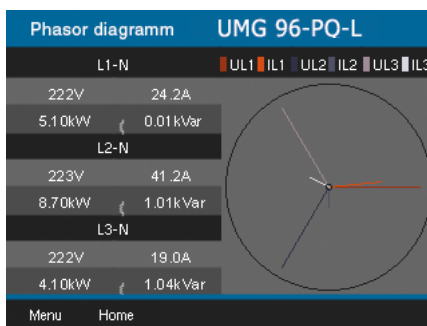 Phasor diagramm UMG 96-PQ-L
L1-N
UL1 IL1 UL2 IL2 UL3 IL3
222V 24.2A
5.10kW 0.01kVar
L2-N
223V 41.2A
8.70kW 1.01kVar
L3-N
222V 19.0A
4.10kW 1.04kVar
Menu Home